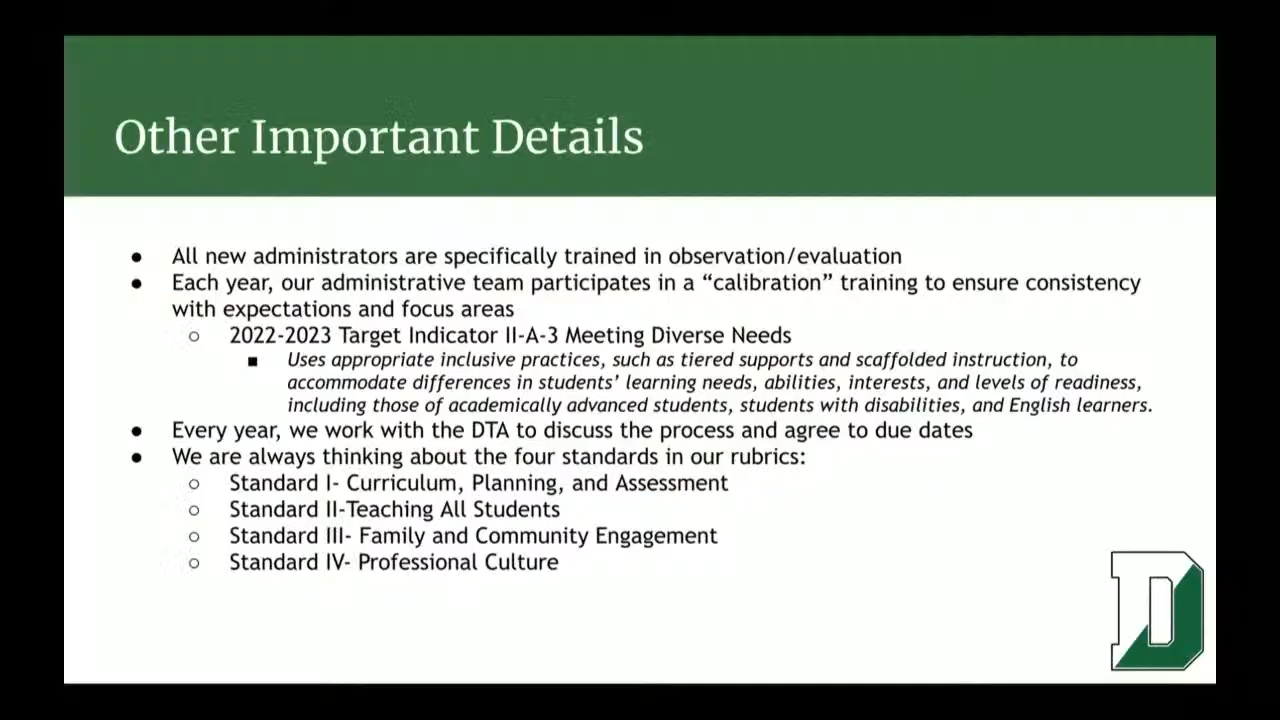 Other Important Details
● All new administrators are specifically trained in observation/evaluation
● Each year, our administrative team participates in a “calibration” training to ensure consistency
with expectations and focus areas
○ 2022-2023 Target Indicator II-A-3 Meeting Diverse Needs
■ Uses appropriate inclusive practices, such as tiered supports and scaffolded instruction, to
accommodate differences in students’ learning needs, abilities, interests, and levels of readiness,
including those of academically advanced students, students with disabilities, and English learners.
● Every year, we work with the DTA to discuss the process and agree to due dates
● We are always thinking about the four standards in our rubrics:
○ Standard I- Curriculum, Planning, and Assessment
○ Standard II-Teaching All Students
○ Standard III- Family and Community Engagement
○ Standard IV- Professional Culture
D